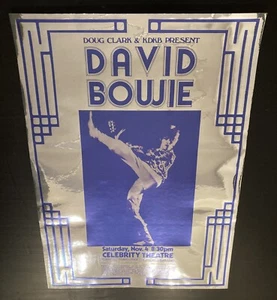 DOUG CLARK & KDKB PRESENT
DAVID
BOWIE
Saturday, Nov. 4 8:30pm
CELEBRITY THEATRE